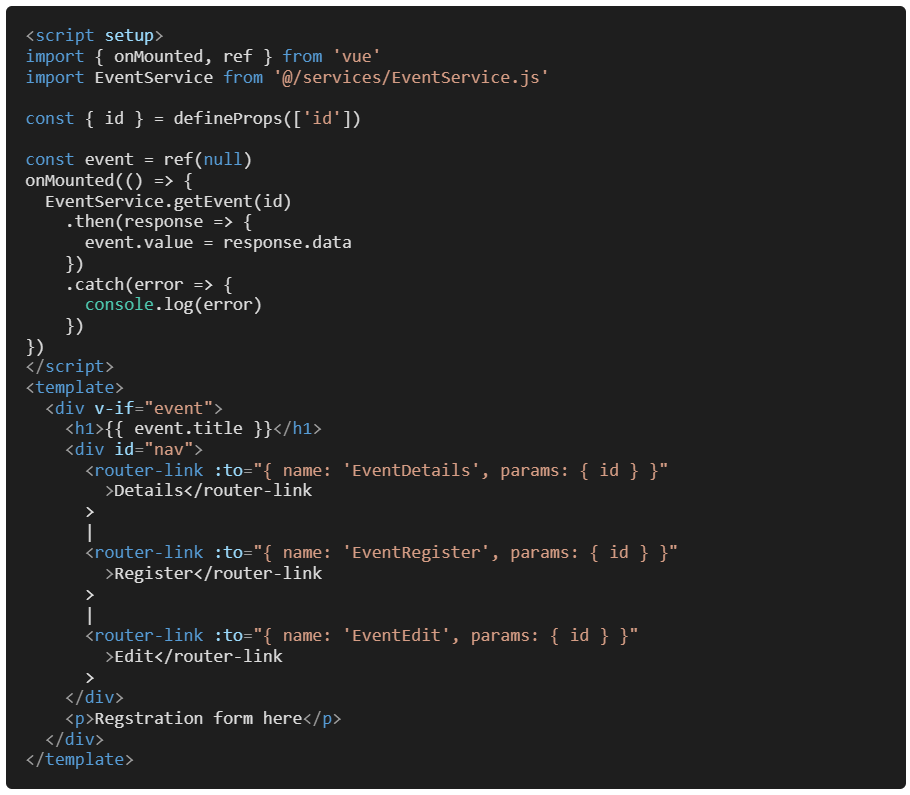 <script setup>
import { onMounted, ref } from 'vue'
import EventService from '@/services/EventService.js'

const { id } = defineProps(['id'])

const event = ref(null)
onMounted(() => {
  EventService.getEvent(id)
    .then(response => {
      event.value = response.data
    })
    .catch(error => {
      console.log(error)
    })
})
</script>
<template>
  <div v-if="event">
    <h1>{{ event.title }}</h1>
    <div id="nav">
      <router-link :to="{ name: 'EventDetails', params: { id } }"
        >Details</router-link
      >
      |
      <router-link :to="{ name: 'EventRegister', params: { id } }"
        >Register</router-link
      >
      |
      <router-link :to="{ name: 'EventEdit', params: { id } }"
        >Edit</router-link
      >
    </div>
    <p>Regstration form here</p>
  </div>
</template>